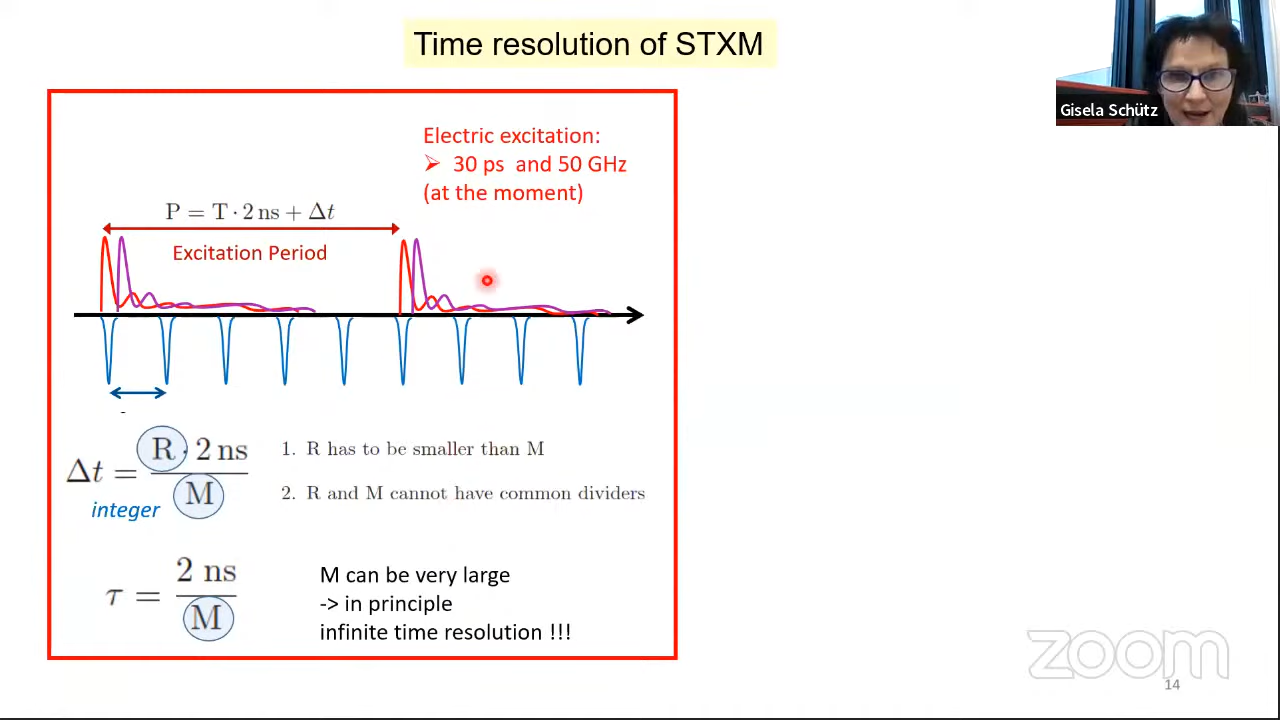 Time resolution of STXM
Gisela Schütz
Electric excitation:
➢ 30 ps and 50 GHz
(at the moment)
P = T · 2 ns + Δt
Excitation Period
Δt = R · 2 ns / M
integer
1. R has to be smaller than M
2. R and M cannot have common dividers
τ = 2 ns / M
M can be very large
-> in principle
infinite time resolution !!!
zoom
14